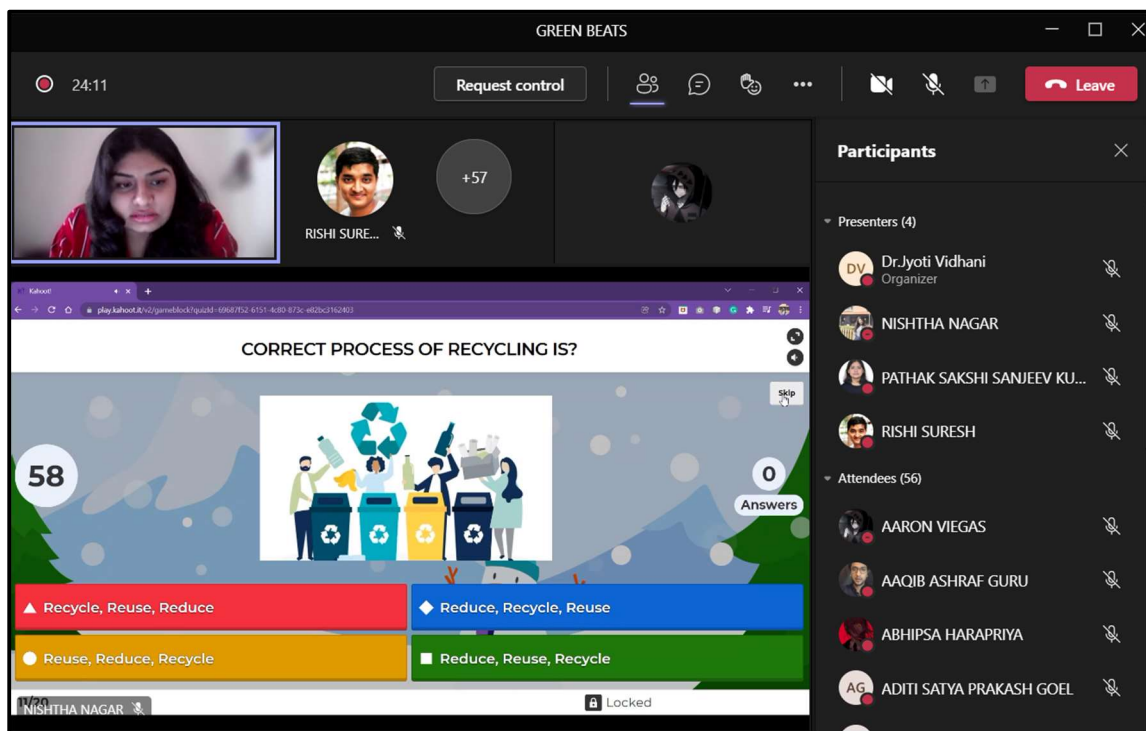 GREEN BEATS
24:11
Request control
Leave
RISHI SURE...
+57
Participants
Presenters (4)
DV
Dr.Jyoti Vidhani
Organizer
NISHTHA NAGAR
PATHAK SAKSHI SANJEEV KU...
RISHI SURESH
Attendees (56)
AARON VIEGAS
AAQIB ASHRAF GURU
ABHIPSA HARAPRIYA
AG
ADITI SATYA PRAKASH GOEL
Kahoot!
play.kahoot.it/v2/gameblock?quizId=69687f52-6151-4c80-873c-e82bc3162403
CORRECT PROCESS OF RECYCLING IS?
Skip
58
0
Answers
Recycle, Reuse, Reduce
Reduce, Recycle, Reuse
Reuse, Reduce, Recycle
Reduce, Reuse, Recycle
11/20
NISHTHA NAGAR
Locked